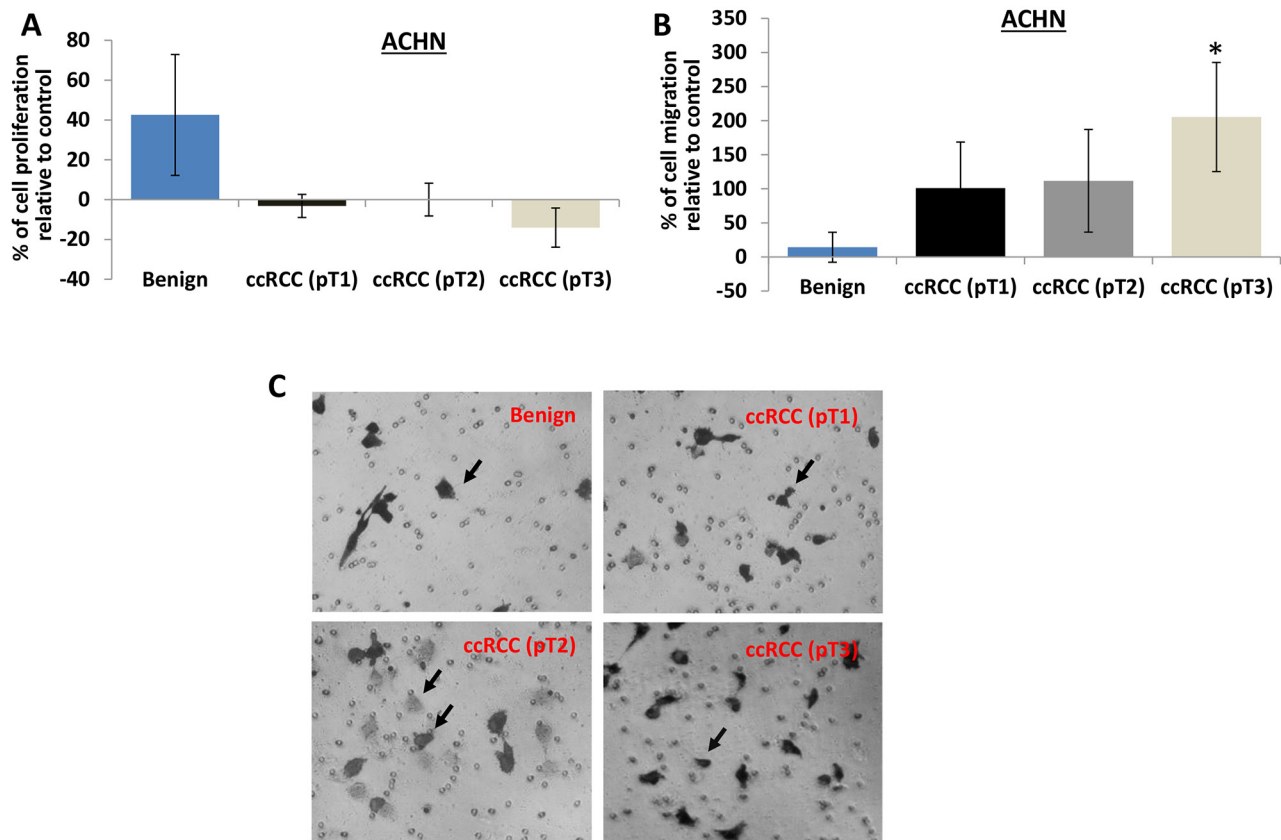 A
ACHN
% of cell proliferation
relative to control
80
60
40
20
0
-20
-40
Benign
ccRCC (pT1)
ccRCC (pT2)
ccRCC (pT3)
B
ACHN
% of cell migration
relative to control
350
300
250
200
150
100
50
0
-50
*
Benign
ccRCC (pT1)
ccRCC (pT2)
ccRCC (pT3)
C
Benign
ccRCC (pT1)
ccRCC (pT2)
ccRCC (pT3)